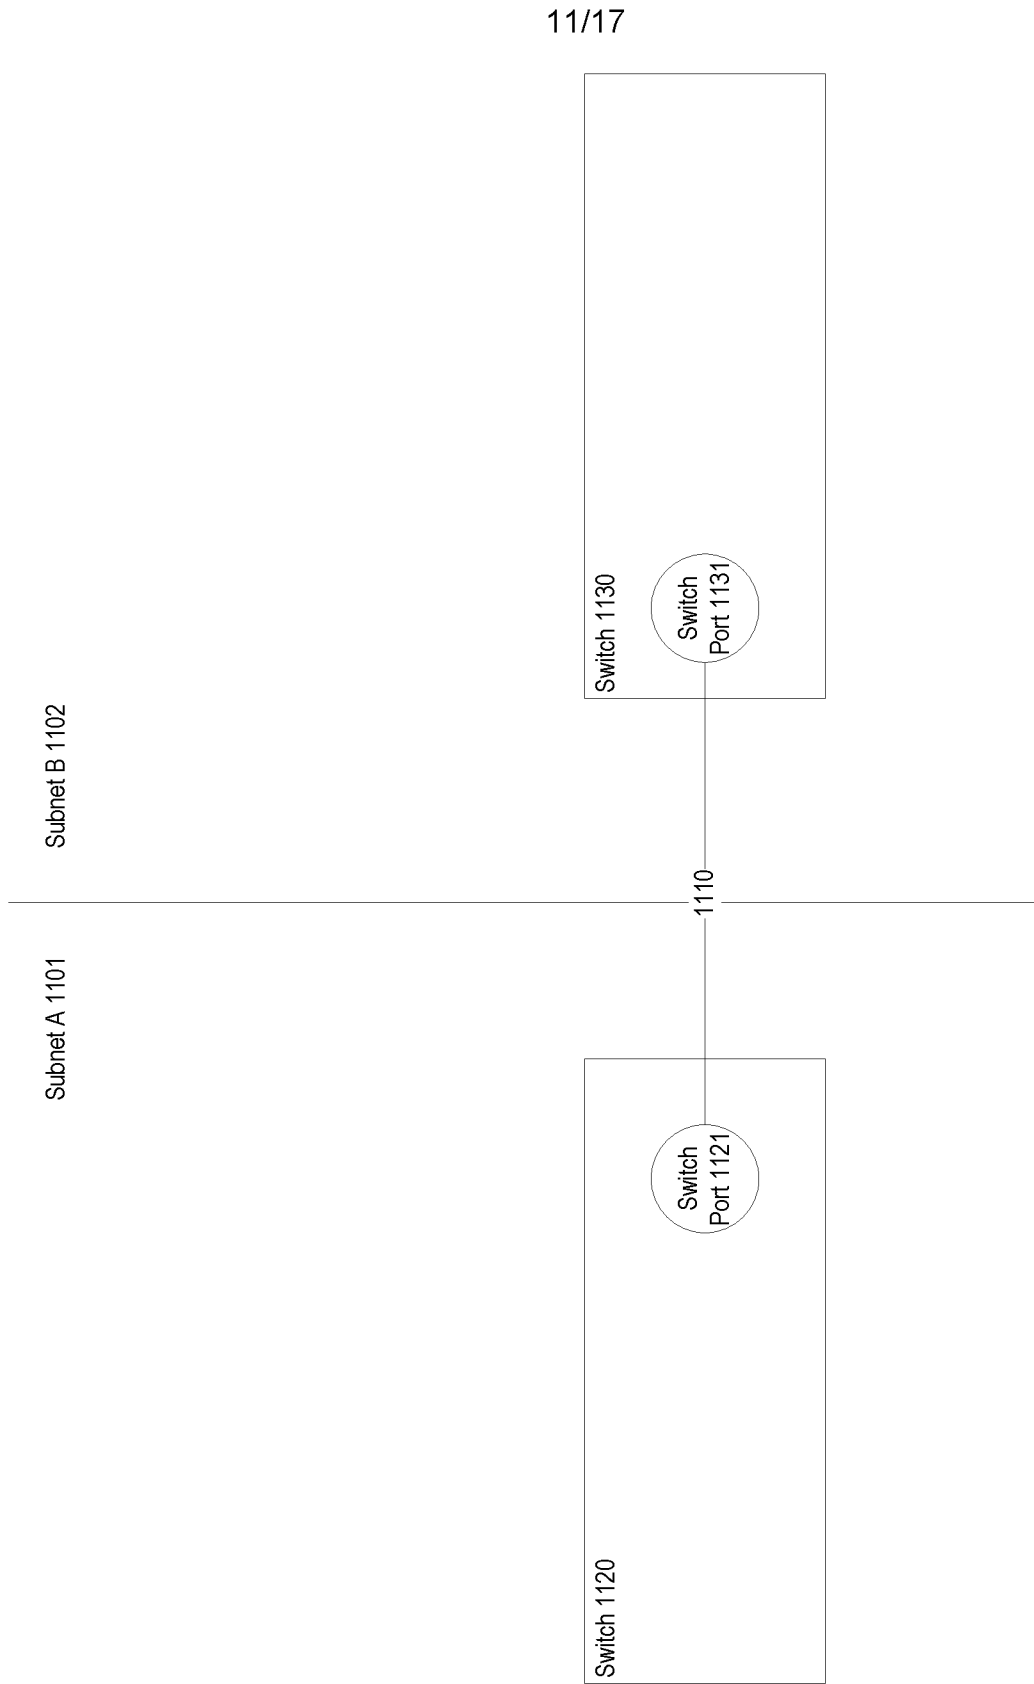 11/17
Subnet A 1101
Subnet B 1102
Switch 1120
Switch
Port 1121
1110
Switch 1130
Switch
Port 1131